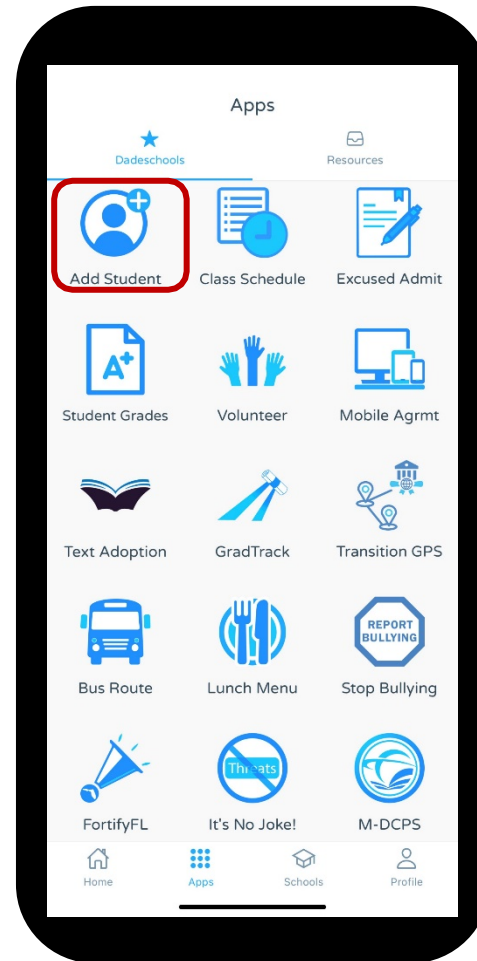 Apps
Dadeschools Resources
Add Student Class Schedule Excused Admit
A+
Student Grades Volunteer Mobile Agrmt
Text Adoption GradTrack Transition GPS
REPORT
BULLYING
Bus Route Lunch Menu Stop Bullying
Threats
FortifyFL It's No Joke! M-DCPS
Home Apps Schools Profile